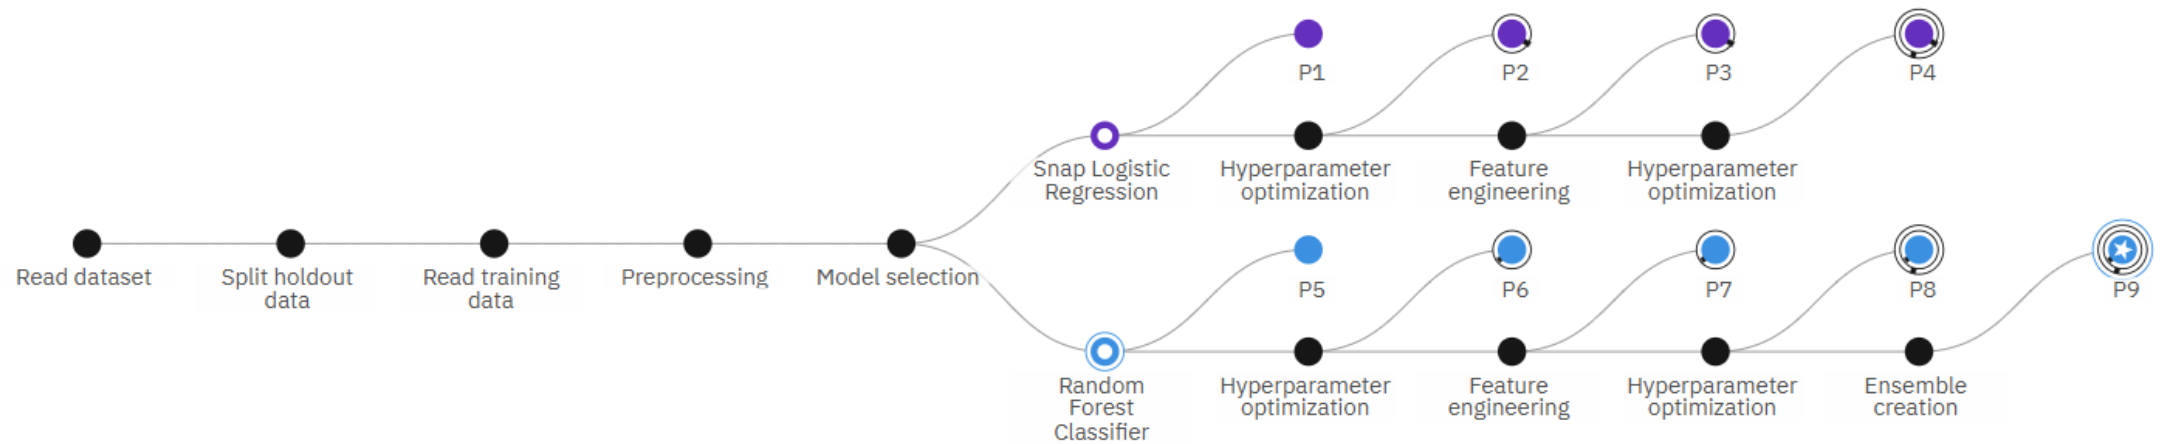 P1
P2
P3
P4
Snap Logistic
Regression
Hyperparameter
optimization
Feature
engineering
Hyperparameter
optimization
Read dataset
Split holdout
data
Read training
data
Preprocessing
Model selection
P5
P6
P7
P8
P9
Random
Forest
Classifier
Hyperparameter
optimization
Feature
engineering
Hyperparameter
optimization
Ensemble
creation